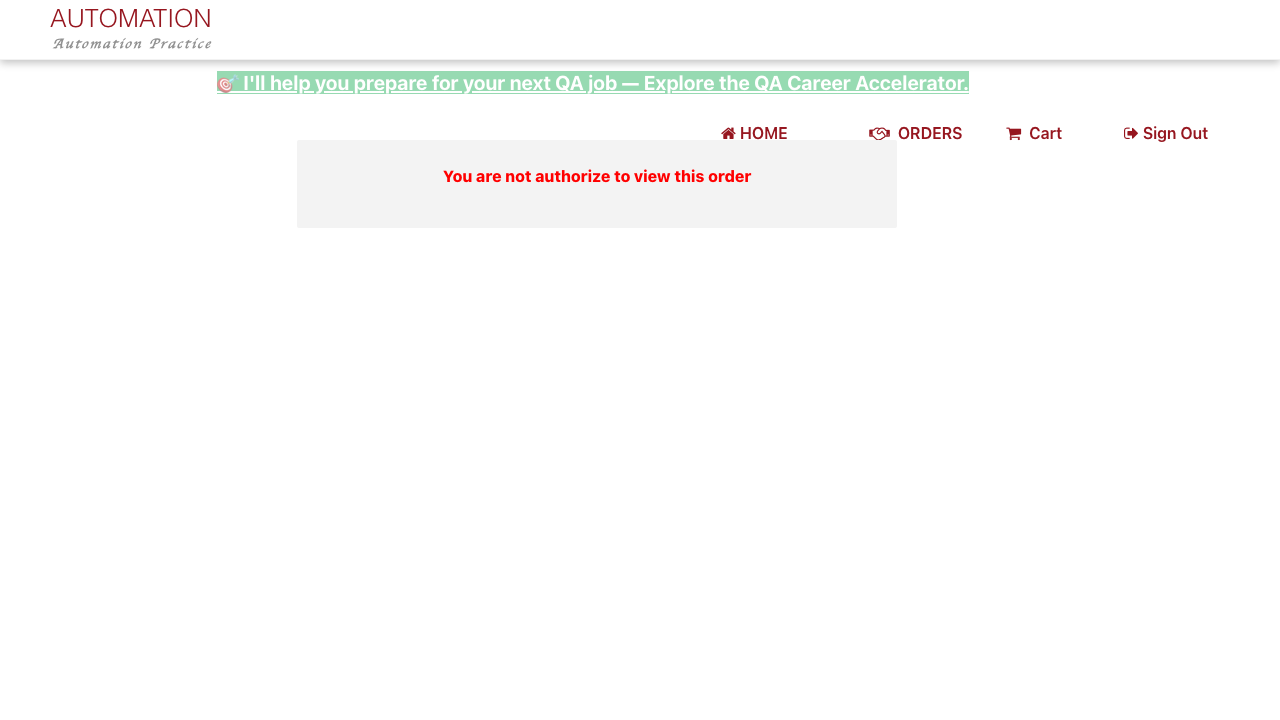 AUTOMATION
Automation Practice
🎯 I'll help you prepare for your next QA job — Explore the QA Career Accelerator.
HOME ORDERS Cart Sign Out
You are not authorize to view this order